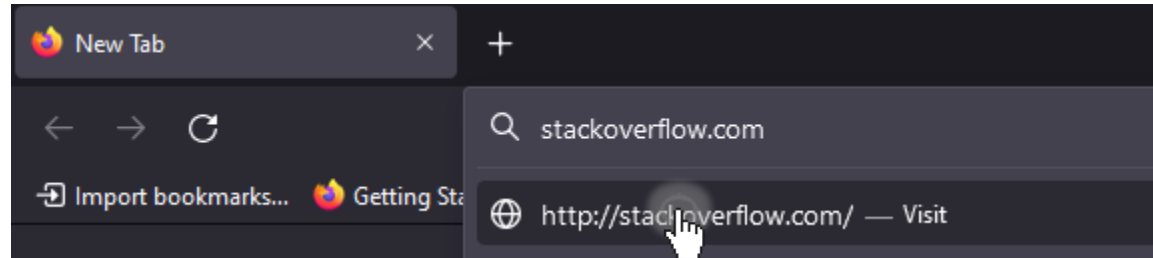 New Tab
stackoverflow.com
Import bookmarks... Getting Sta
http://stackoverflow.com/ — Visit